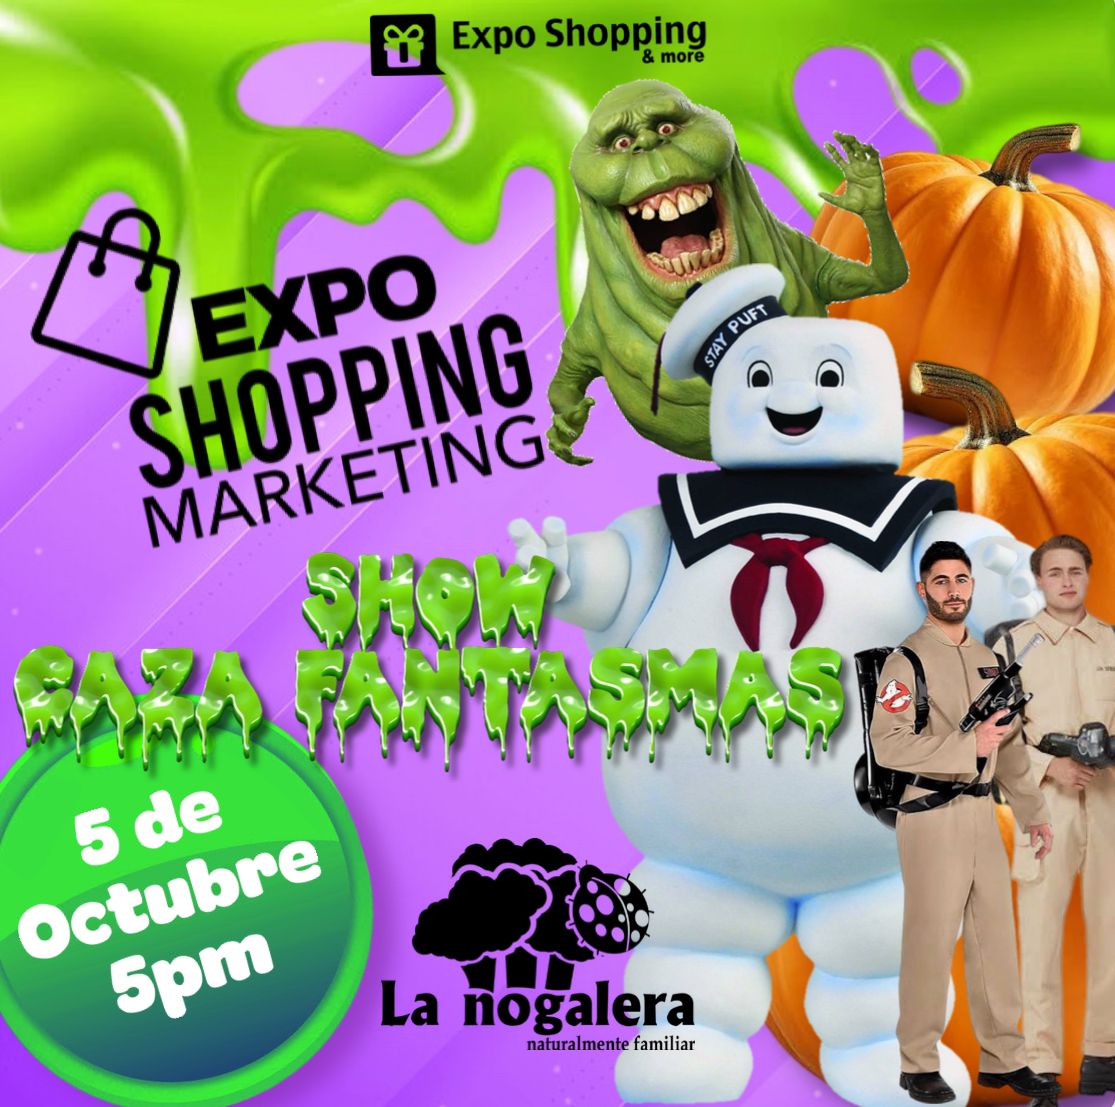 Expo Shopping
& more
STAY PUFT
EXPO
SHOPPING
MARKETING
SHOW
CAZA FANTASMAS
5 de
Octubre
5pm
La nogalera
naturalmente familiar